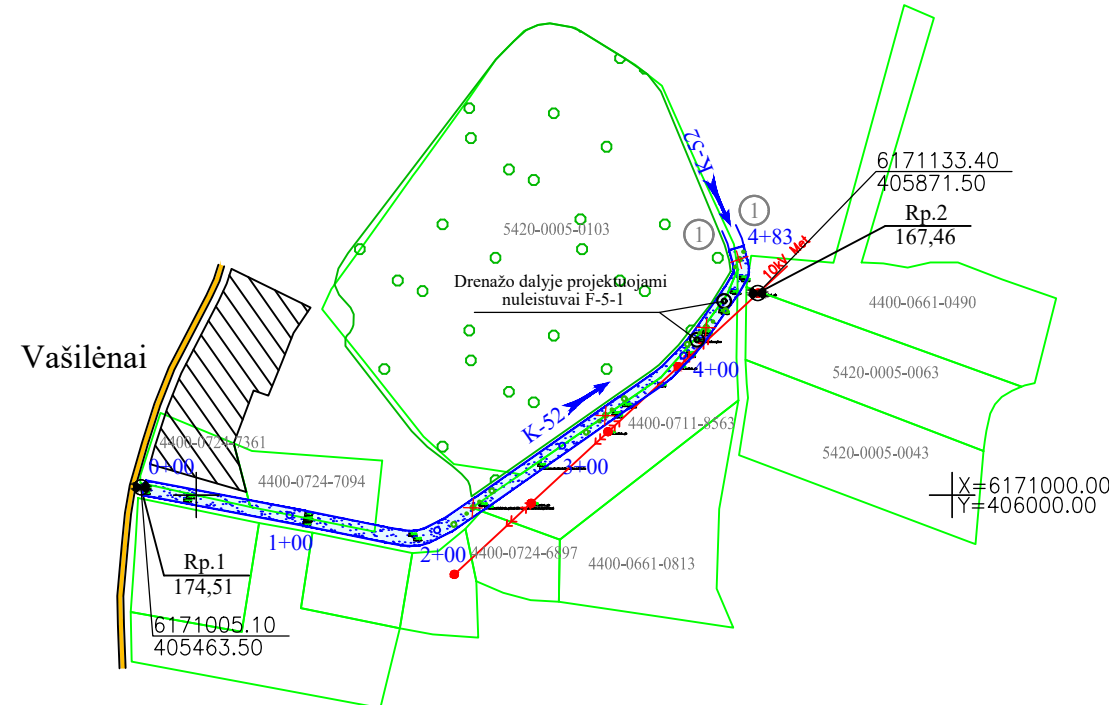 K-52
6171133.40
405871.50
1
1
Rp.2
167,46
4+83
5420-0005-0103
10kV Met
Drenažo dalyje projektuojami
nuleistuvai F-5-1
4400-0661-0490
Vašilėnai
4+00
5420-0005-0063
K-52
4400-0711-8563
4400-0724-7361
5420-0005-0043
0+00
3+00
4400-0724-7094
X=6171000.00
Y=406000.00
1+00
2+00
4400-0724-6897
4400-0661-0813
Rp.1
174,51
6171005.10
405463.50